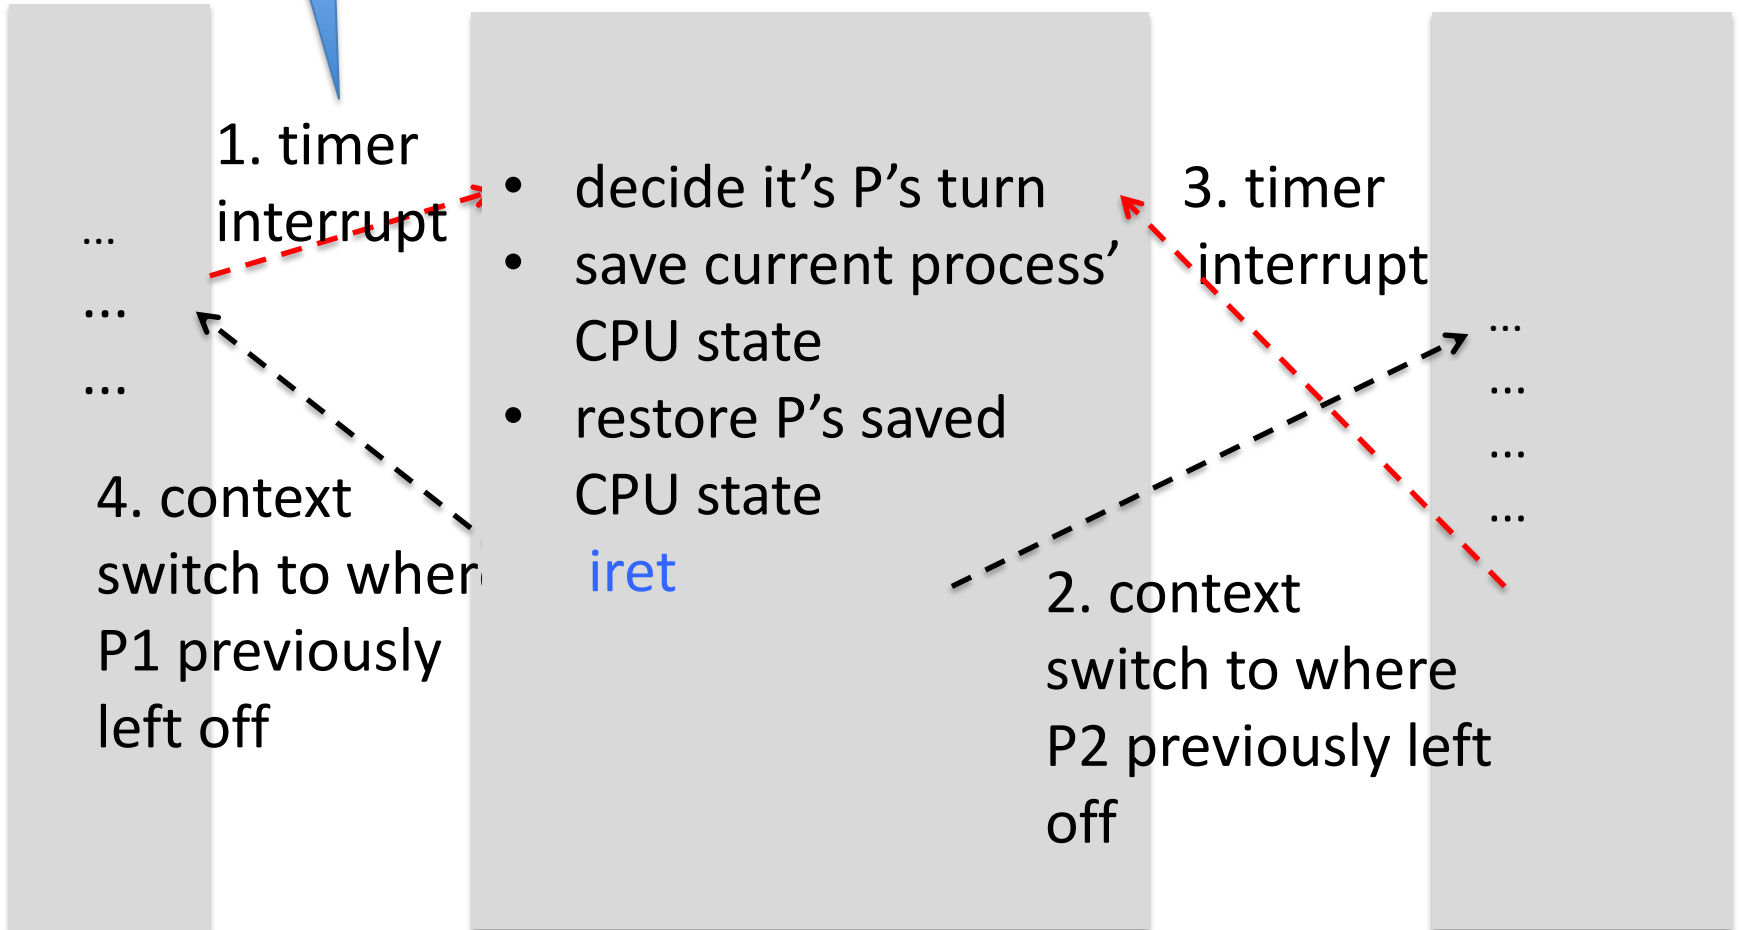 1. timer
interrupt
...
...
...
4. context
switch to where
P1 previously
left off
• decide it’s P’s turn
• save current process’
CPU state
• restore P’s saved
CPU state
iret
3. timer
interrupt
2. context
switch to where
P2 previously left
off
...
...
...
...